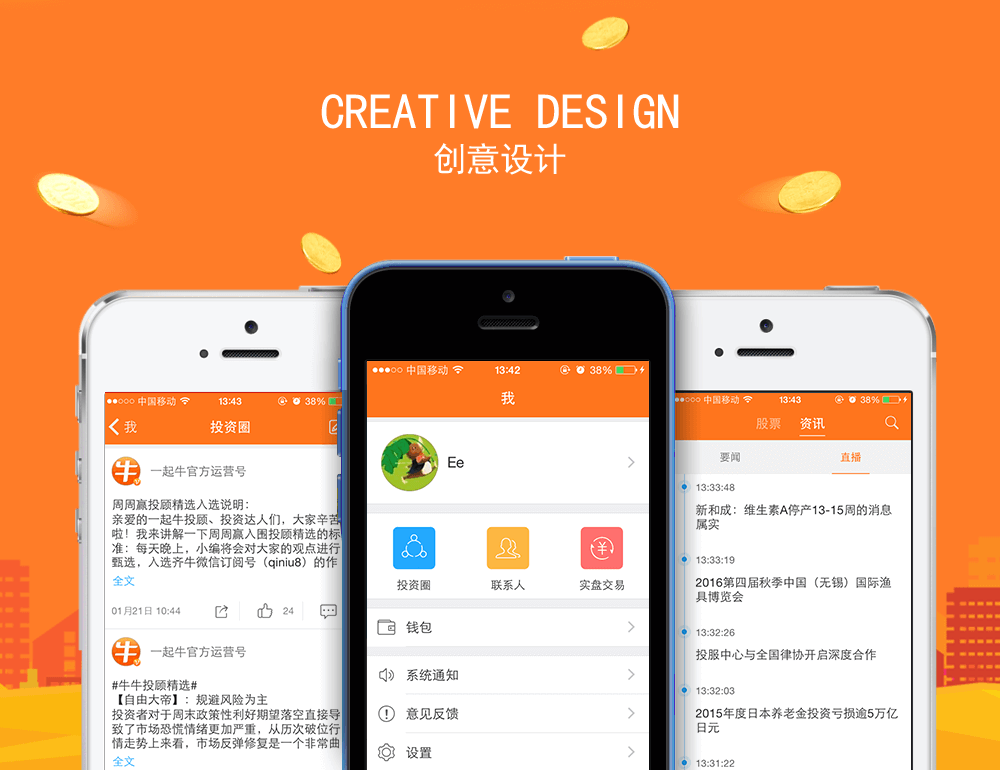 CREATIVE DESIGN
创意设计
中国移动 13:43 38%
我 投资圈
牛 一起牛官方运营号
周周赢投顾精选入选说明：
亲爱的一起牛投顾、投资达人们，大家辛苦
啦！我来讲解一下周周赢入围投顾精选的标
准：每天晚上，小编将会对大家的观点进行
甄选，入选齐牛微信订阅号（qiniu8）的作
全文
01月21日 10:44 24
牛 一起牛官方运营号
#牛牛投顾精选#
【自由大帝】：规避风险为主
投资者对于周末政策性利好期望落空直接导
致了市场恐慌情绪更加严重，从历次破位行
情走势上来看，市场反弹修复是一个非常曲
全文
中国移动 13:42 38%
我
Ee
投资圈 联系人 实盘交易
钱包
系统通知
意见反馈
设置
中国移动 13:43 38%
股票 资讯
要闻 直播
13:33:48
新和成：维生素A停产13-15周的消息
属实
13:33:19
2016第四届秋季中国（无锡）国际渔
具博览会
13:32:26
投服中心与全国律协开启深度合作
13:32:03
2015年度日本养老金投资亏损逾5万亿
日元
13:31:22